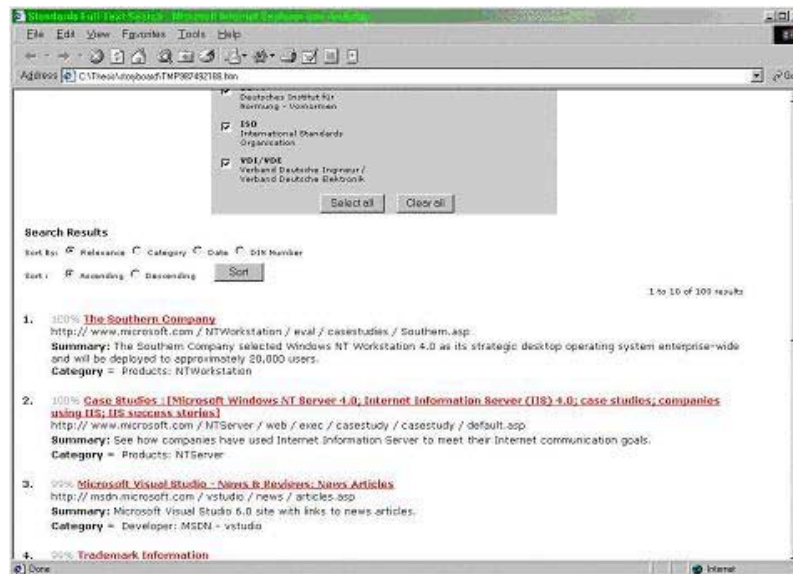 Standards Full Text Search - Microsoft Internet Explorer
File Edit View Favorites Tools Help
Address C:\Thesis\storyboard\TMP987492188.htm
Deutsches Institut für
Normung - Vornormen
ISO
International Standards
Organisation
VDI/VDE
Verband Deutsche Ingineur /
Verband Deutsche Elektronik
Select all Clear all
Search Results
Sort By: Relevance Category Date DIN Number
Sort : Ascending Descending Sort
1 to 10 of 100 results
1. 100% The Southern Company
http:// www.microsoft.com / NTWorkstation / eval / casestudies / Southern.asp
Summary: The Southern Company selected Windows NT Workstation 4.0 as its strategic desktop operating system enterprise-wide
and will be deployed to approximately 20,000 users.
Category = Products: NTWorkstation
2. 100% Case Studies : [Microsoft Windows NT Server 4.0; Internet Information Server (IIS) 4.0; case studies; companies
using IIS; IIS success stories]
http:// www.microsoft.com / NTServer / web / exec / casestudy / casestudy / default.asp
Summary: See how companies have used Internet Information Server to meet their Internet communication goals.
Category = Products: NTServer
3. 99% Microsoft Visual Studio - News & Reviews: News Articles
http:// msdn.microsoft.com / vstudio / news / articles.asp
Summary: Microsoft Visual Studio 6.0 site with links to news articles.
Category = Developer: MSDN - vstudio
4. 99% Trademark Information
Done Internet